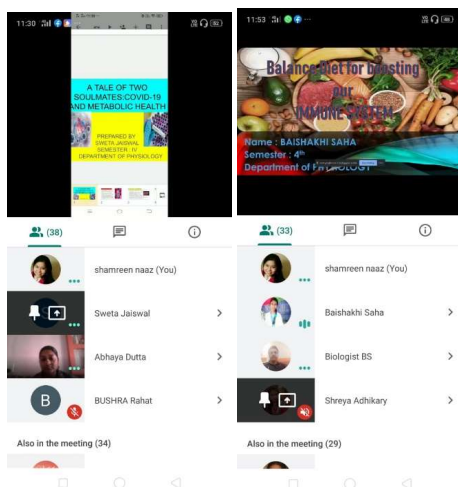 11:30
A TALE OF TWO
SOULMATES:COVID-19
AND METABOLIC HEALTH
PREPARED BY
SWETA JAISWAL
SEMESTER : IV
DEPARTMENT OF PHYSIOLOGY
(38)
shamreen naaz (You)
Sweta Jaiswal
Abhaya Dutta
B
BUSHRA Rahat
Also in the meeting (34)
11:53
Balance Diet for boosting
our
IMMUNE SYSTEM
Name : BAISHAKHI SAHA
Semester : 4th
Department of PHYSIOLOGY
(33)
shamreen naaz (You)
Baishakhi Saha
Biologist BS
Shreya Adhikary
Also in the meeting (29)